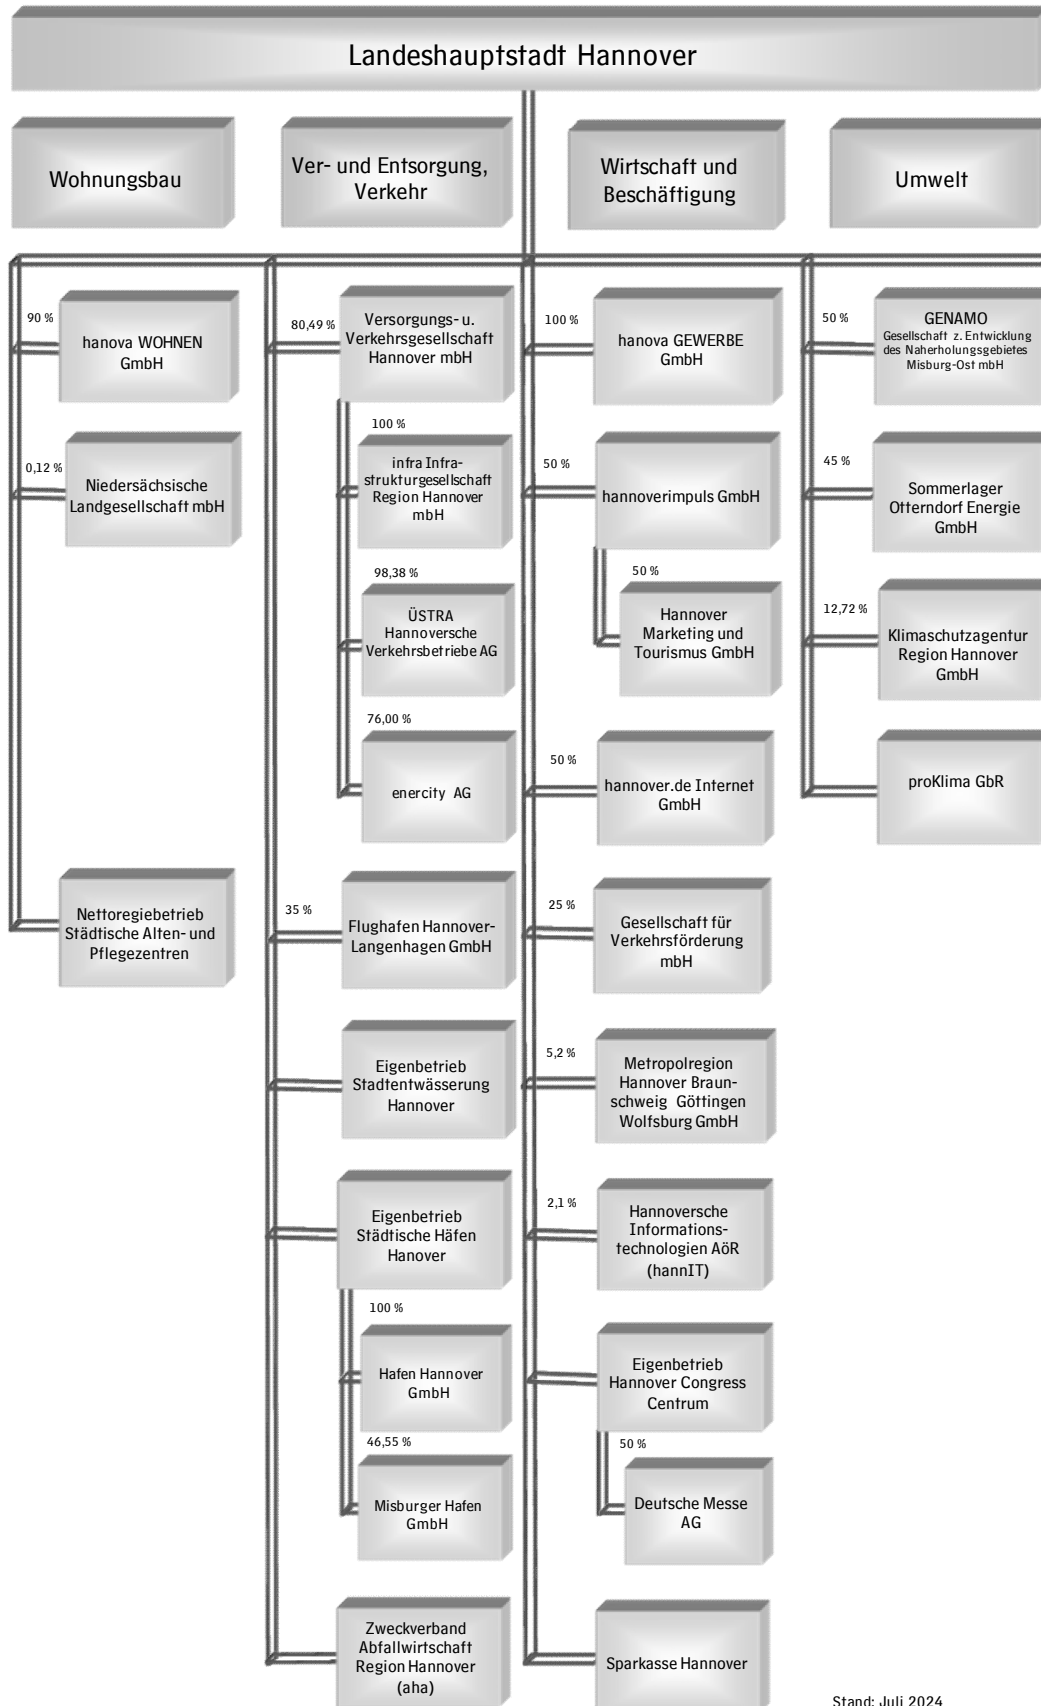 Landeshauptstadt Hannover
Wohnungsbau
Ver- und Entsorgung,
Verkehr
Wirtschaft und
Beschäftigung
Umwelt
90 %
hanova WOHNEN
GmbH
0,12 %
Niedersächsische
Landgesellschaft mbH
Nettoregiebetrieb
Städtische Alten- und
Pflegezentren
80,49 %
Versorgungs- u.
Verkehrsgesellschaft
Hannover mbH
100 %
infra Infra-
strukturgesellschaft
Region Hannover
mbH
98,38 %
ÜSTRA
Hannoversche
Verkehrsbetriebe AG
76,00 %
enercity AG
35 %
Flughafen Hannover-
Langenhagen GmbH
Eigenbetrieb
Stadtentwässerung
Hannover
Eigenbetrieb
Städtische Häfen
Hanover
100 %
Hafen Hannover
GmbH
46,55 %
Misburger Hafen
GmbH
Zweckverband
Abfallwirtschaft
Region Hannover
(aha)
100 %
hanova GEWERBE
GmbH
50 %
hannoverimpuls GmbH
50 %
Hannover
Marketing und
Tourismus GmbH
50 %
hannover.de Internet
GmbH
25 %
Gesellschaft für
Verkehrsförderung
mbH
5,2 %
Metropolregion
Hannover Braun-
schweig Göttingen
Wolfsburg GmbH
2,1 %
Hannoversche
Informations-
technologien AöR
(hannIT)
Eigenbetrieb
Hannover Congress
Centrum
50 %
Deutsche Messe
AG
Sparkasse Hannover
50 %
GENAMO
Gesellschaft z. Entwicklung
des Naherholungsgebietes
Misburg-Ost mbH
45 %
Sommerlager
Otterndorf Energie
GmbH
12,72 %
Klimaschutzagentur
Region Hannover
GmbH
proKlima GbR
Stand: Juli 2024